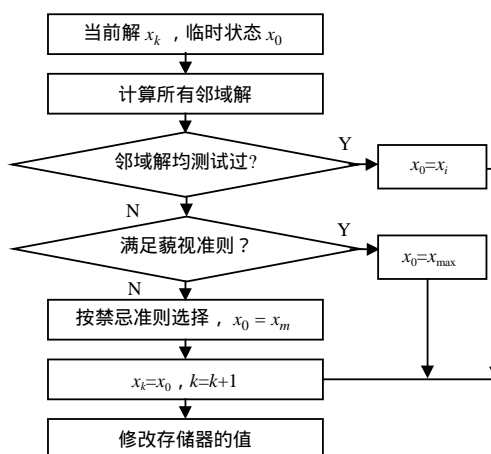 当前解 xk ，临时状态 x0
计算所有邻域解
邻域解均测试过?
Y
x0=xi
N
满足藐视准则？
Y
x0=xmax
N
按禁忌准则选择，x0 = xm
xk=x0，k=k+1
修改存储器的值